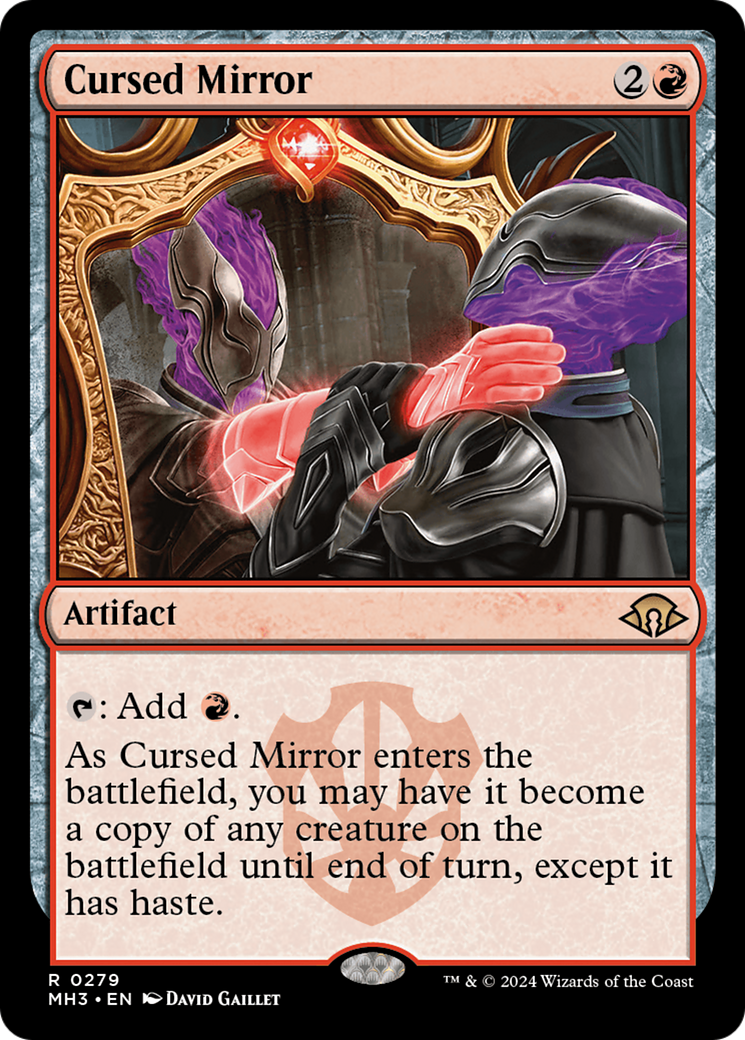 Cursed Mirror 2
Artifact
: Add .
As Cursed Mirror enters the
battlefield, you may have it become
a copy of any creature on the
battlefield until end of turn, except it
has haste.
R 0279
MH3 • EN DAVID GAILLET
™ & © 2024 Wizards of the Coast